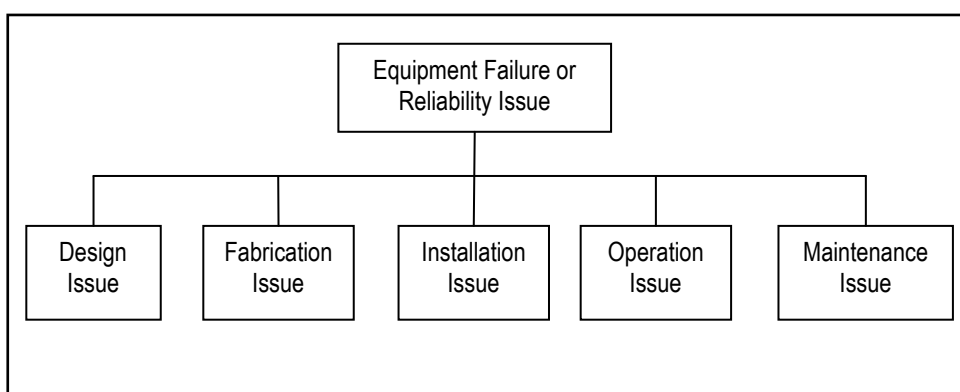 Equipment Failure or
Reliability Issue
Design
Issue
Fabrication
Issue
Installation
Issue
Operation
Issue
Maintenance
Issue